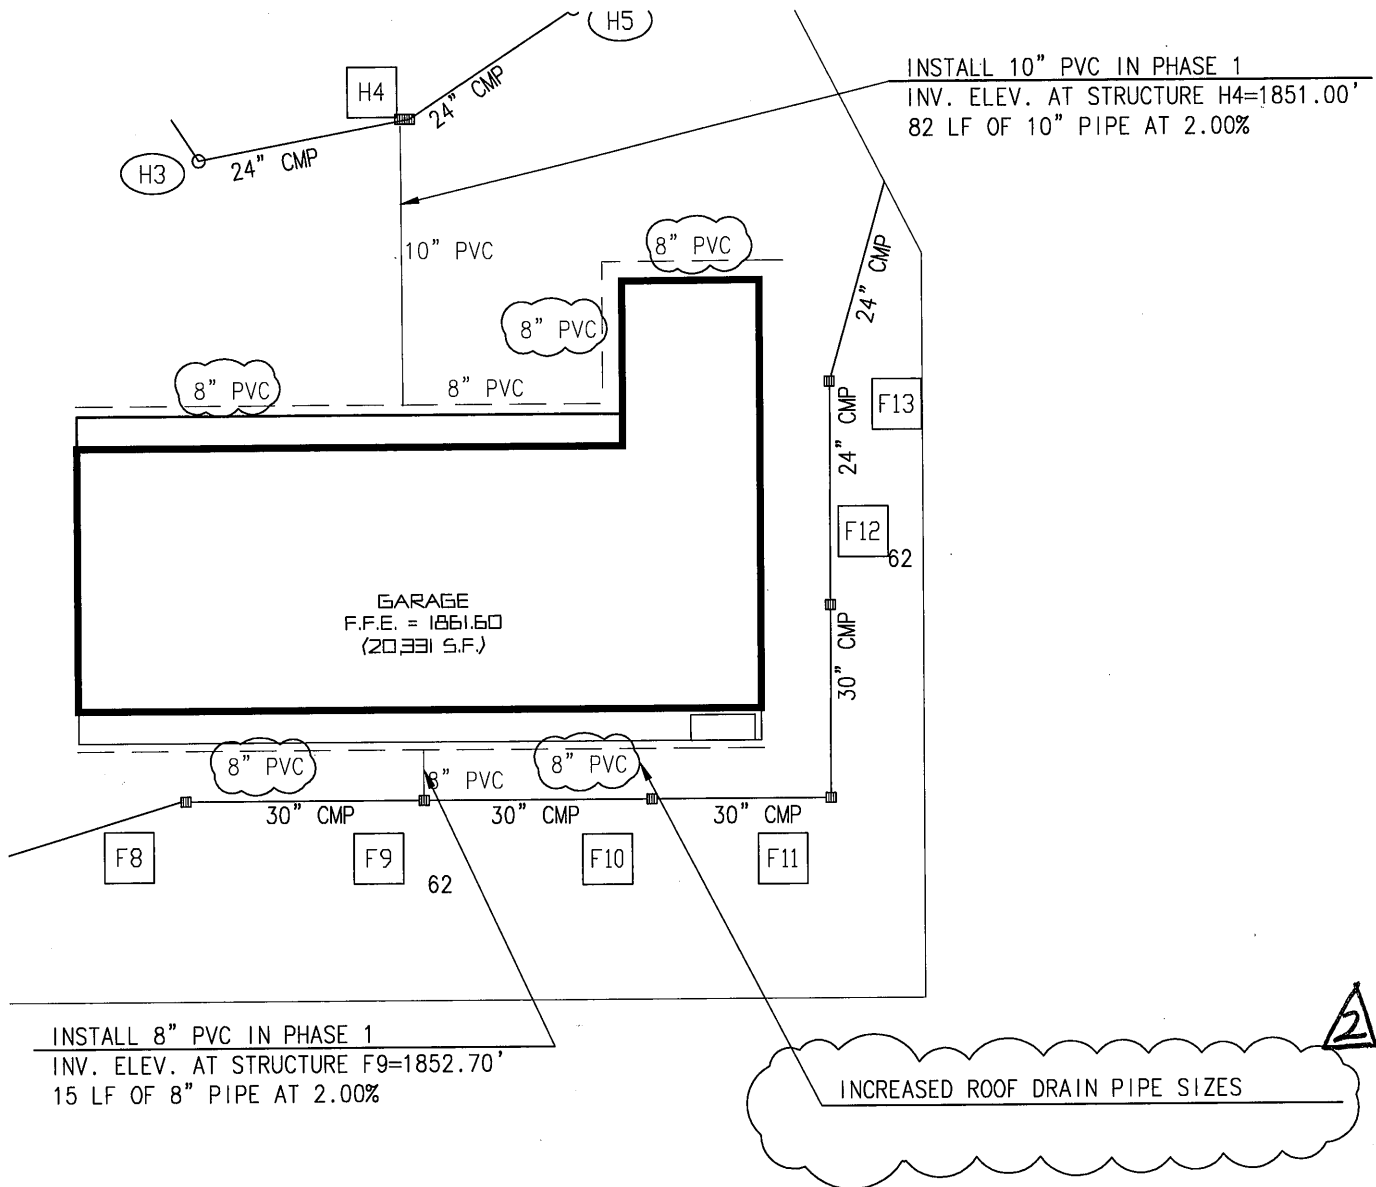 H5
INSTALL 10" PVC IN PHASE 1
INV. ELEV. AT STRUCTURE H4=1851.00'
82 LF OF 10" PIPE AT 2.00%
H4
24" CMP
H3
24" CMP
10" PVC
8" PVC
24" CMP
8" PVC
8" PVC
8" PVC
24" CMP
F13
F12
62
GARAGE
F.F.E. = 1861.60
(20,331 S.F.)
30" CMP
8" PVC
8" PVC
8" PVC
30" CMP
30" CMP
30" CMP
F8
F9
F10
F11
62
INSTALL 8" PVC IN PHASE 1
INV. ELEV. AT STRUCTURE F9=1852.70'
15 LF OF 8" PIPE AT 2.00%
2
INCREASED ROOF DRAIN PIPE SIZES